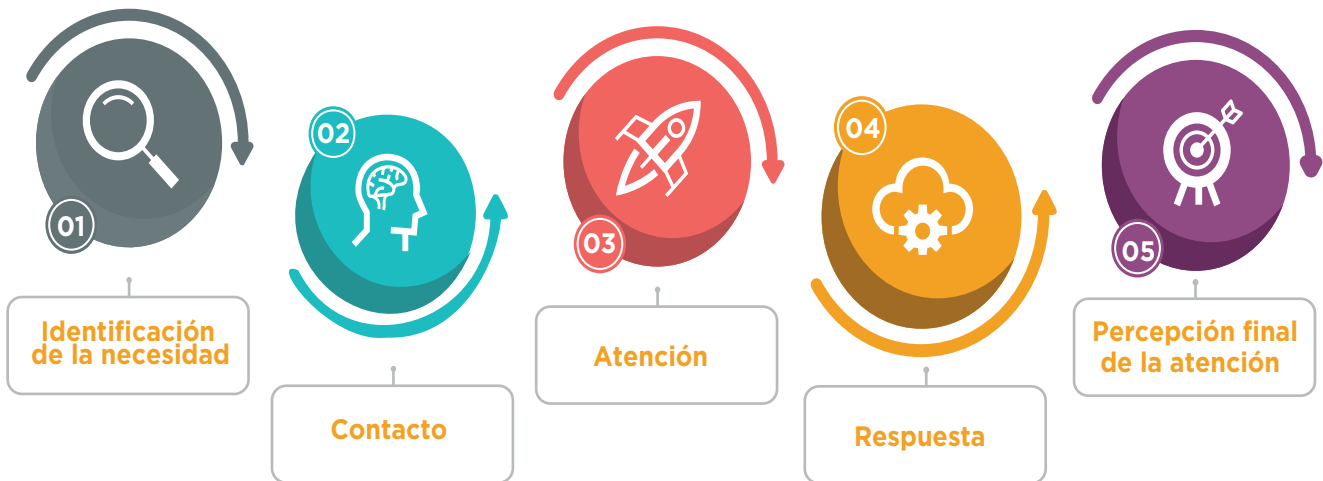 01
Identificación
de la necesidad
02
Contacto
03
Atención
04
Respuesta
05
Percepción final
de la atención